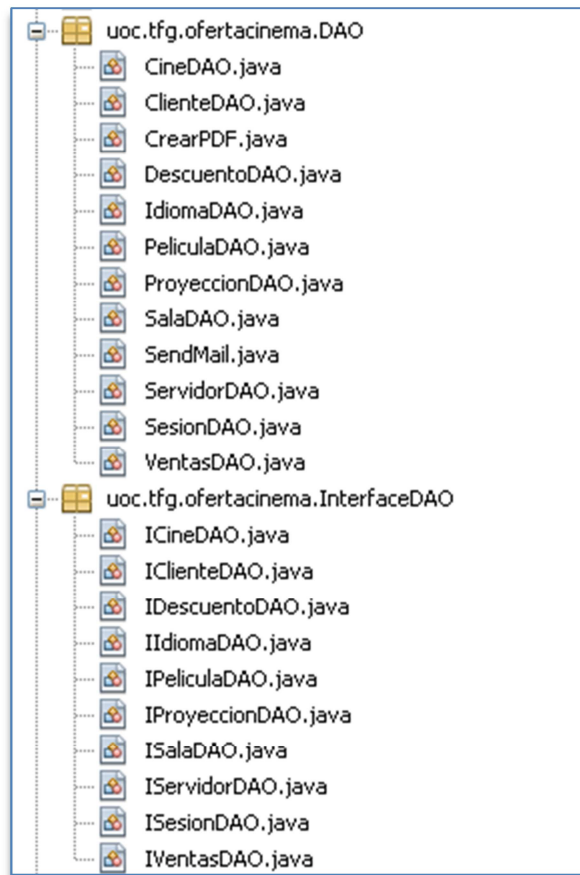 uoc.tfg.ofertacinema.DAO
CineDAO.java
ClienteDAO.java
CrearPDF.java
DescuentoDAO.java
IdiomaDAO.java
PeliculaDAO.java
ProyeccionDAO.java
SalaDAO.java
SendMail.java
ServidorDAO.java
SesionDAO.java
VentasDAO.java
uoc.tfg.ofertacinema.InterfaceDAO
ICineDAO.java
IClienteDAO.java
IDescuentoDAO.java
IIdiomaDAO.java
IPeliculaDAO.java
IProyeccionDAO.java
ISalaDAO.java
IServidorDAO.java
ISesionDAO.java
IVentasDAO.java